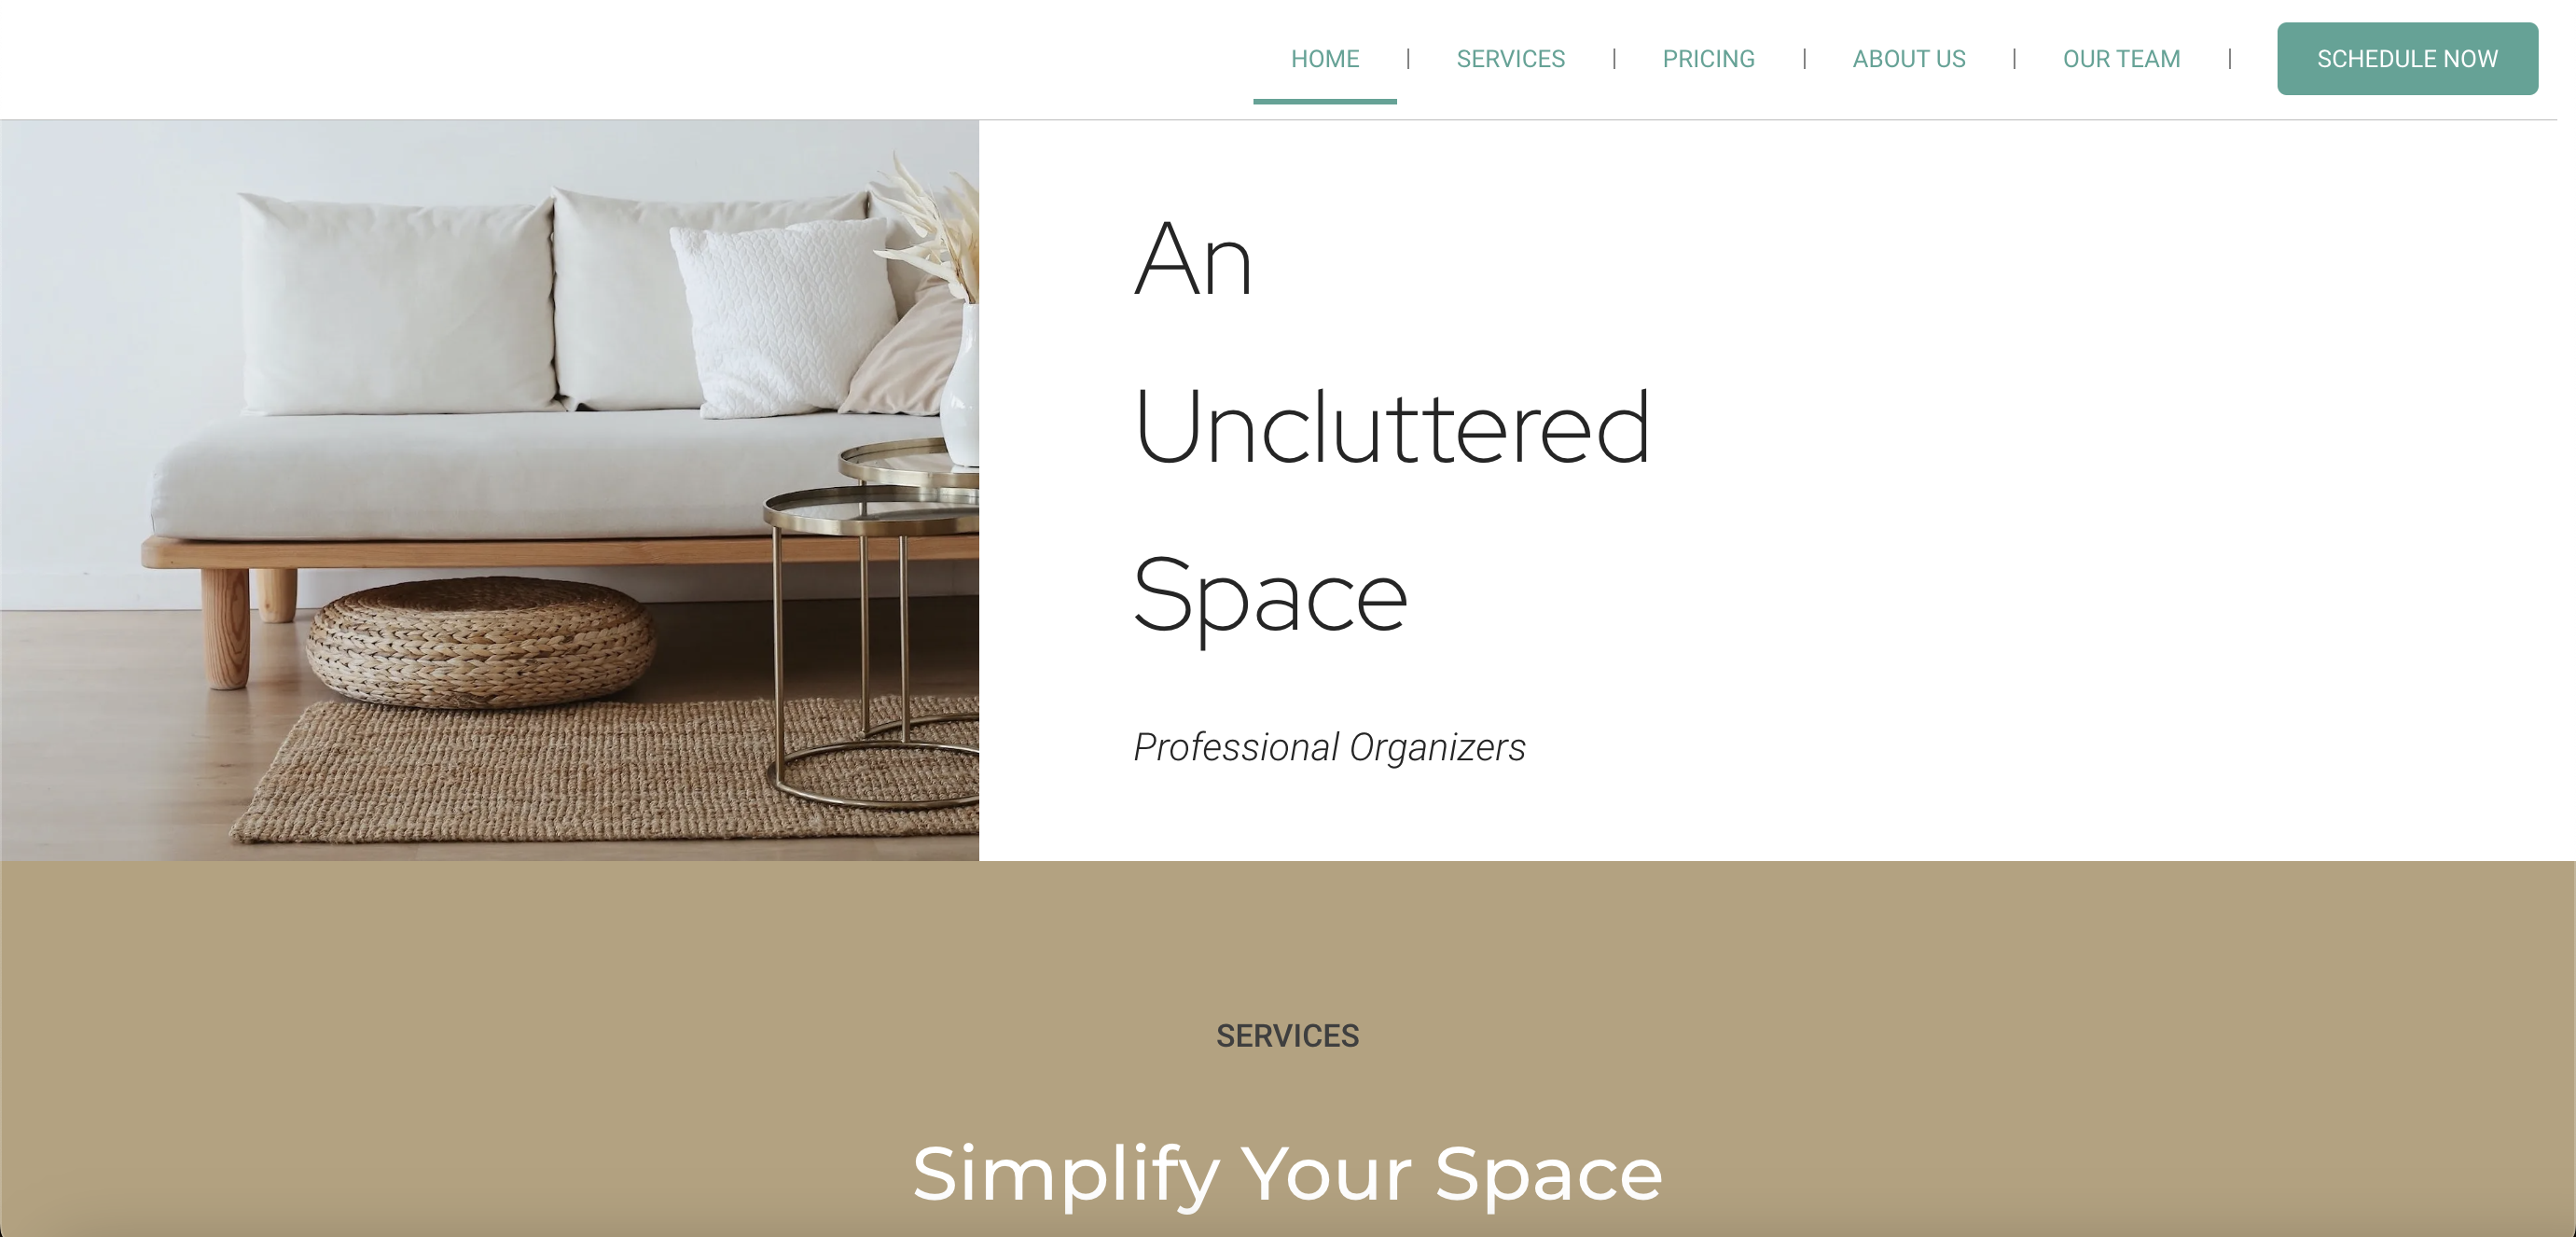 HOME | SERVICES | PRICING | ABOUT US | OUR TEAM | SCHEDULE NOW
An
Uncluttered
Space
Professional Organizers
SERVICES
Simplify Your Space